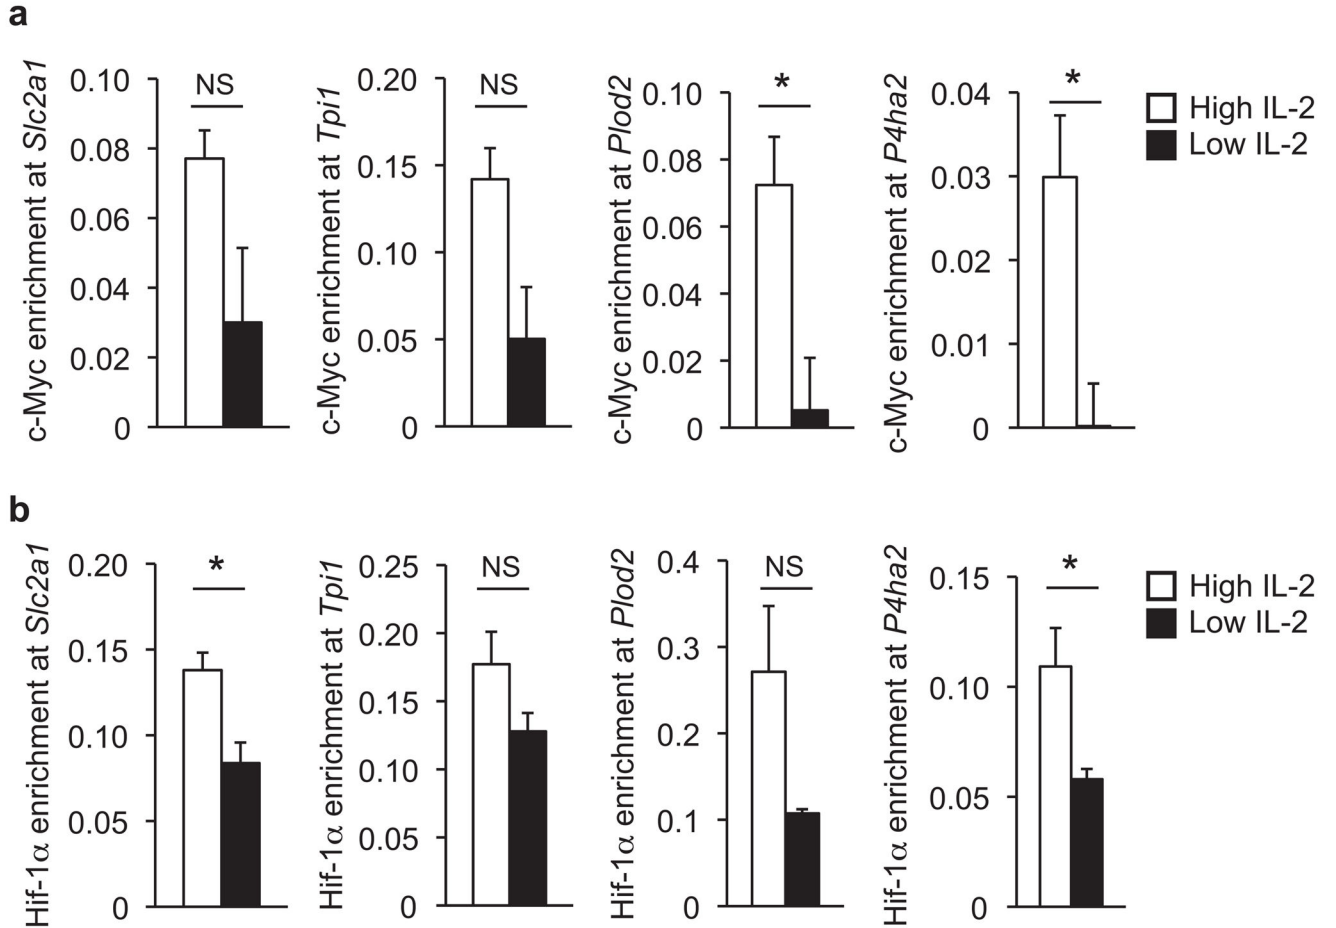 a
c-Myc enrichment at Slc2a1
0.10
0.08
0.06
0.04
0.02
0
NS
c-Myc enrichment at Tpi1
0.20
0.15
0.10
0.05
0
NS
c-Myc enrichment at Plod2
0.10
0.08
0.06
0.04
0.02
0
*
c-Myc enrichment at P4ha2
0.04
0.03
0.02
0.01
0
*
High IL-2
Low IL-2
b
Hif-1α enrichment at Slc2a1
0.20
0.15
0.10
0.05
0
*
Hif-1α enrichment at Tpi1
0.25
0.20
0.15
0.10
0.05
0
NS
Hif-1α enrichment at Plod2
0.4
0.3
0.2
0.1
0
NS
Hif-1α enrichment at P4ha2
0.15
0.10
0.05
0
*
High IL-2
Low IL-2